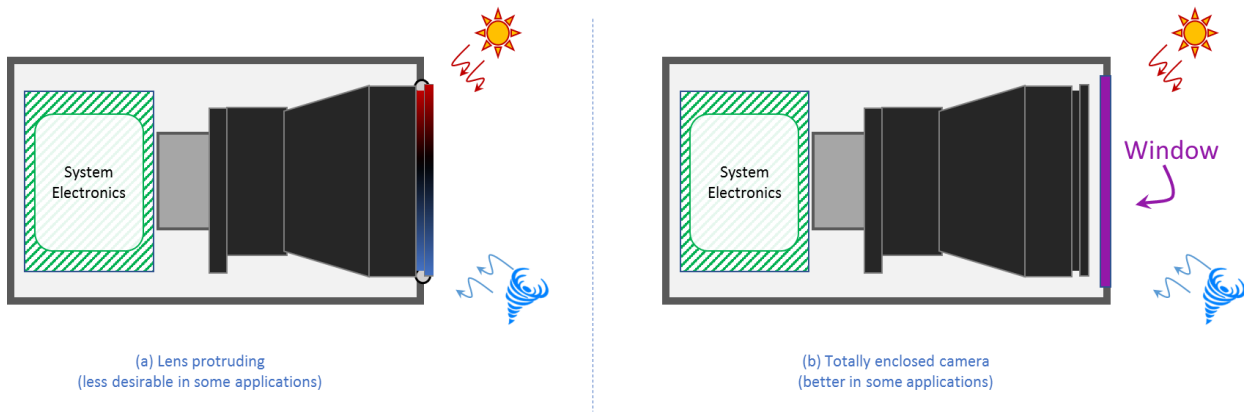 System
Electronics
(a) Lens protruding
(less desirable in some applications)
System
Electronics
Window
(b) Totally enclosed camera
(better in some applications)